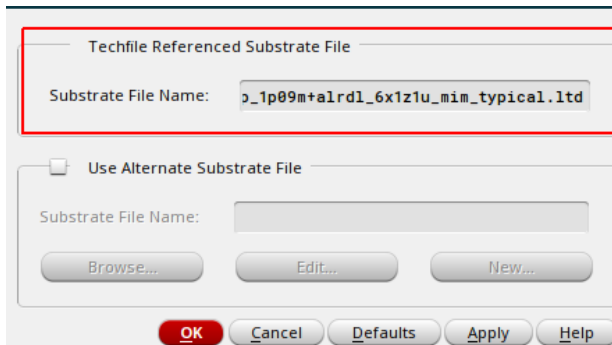 Techfile Referenced Substrate File
Substrate File Name: o_1p09m+alrdl_6x1z1u_mim_typical.ltd
Use Alternate Substrate File
Substrate File Name:
Browse... Edit... New...
OK Cancel Defaults Apply Help